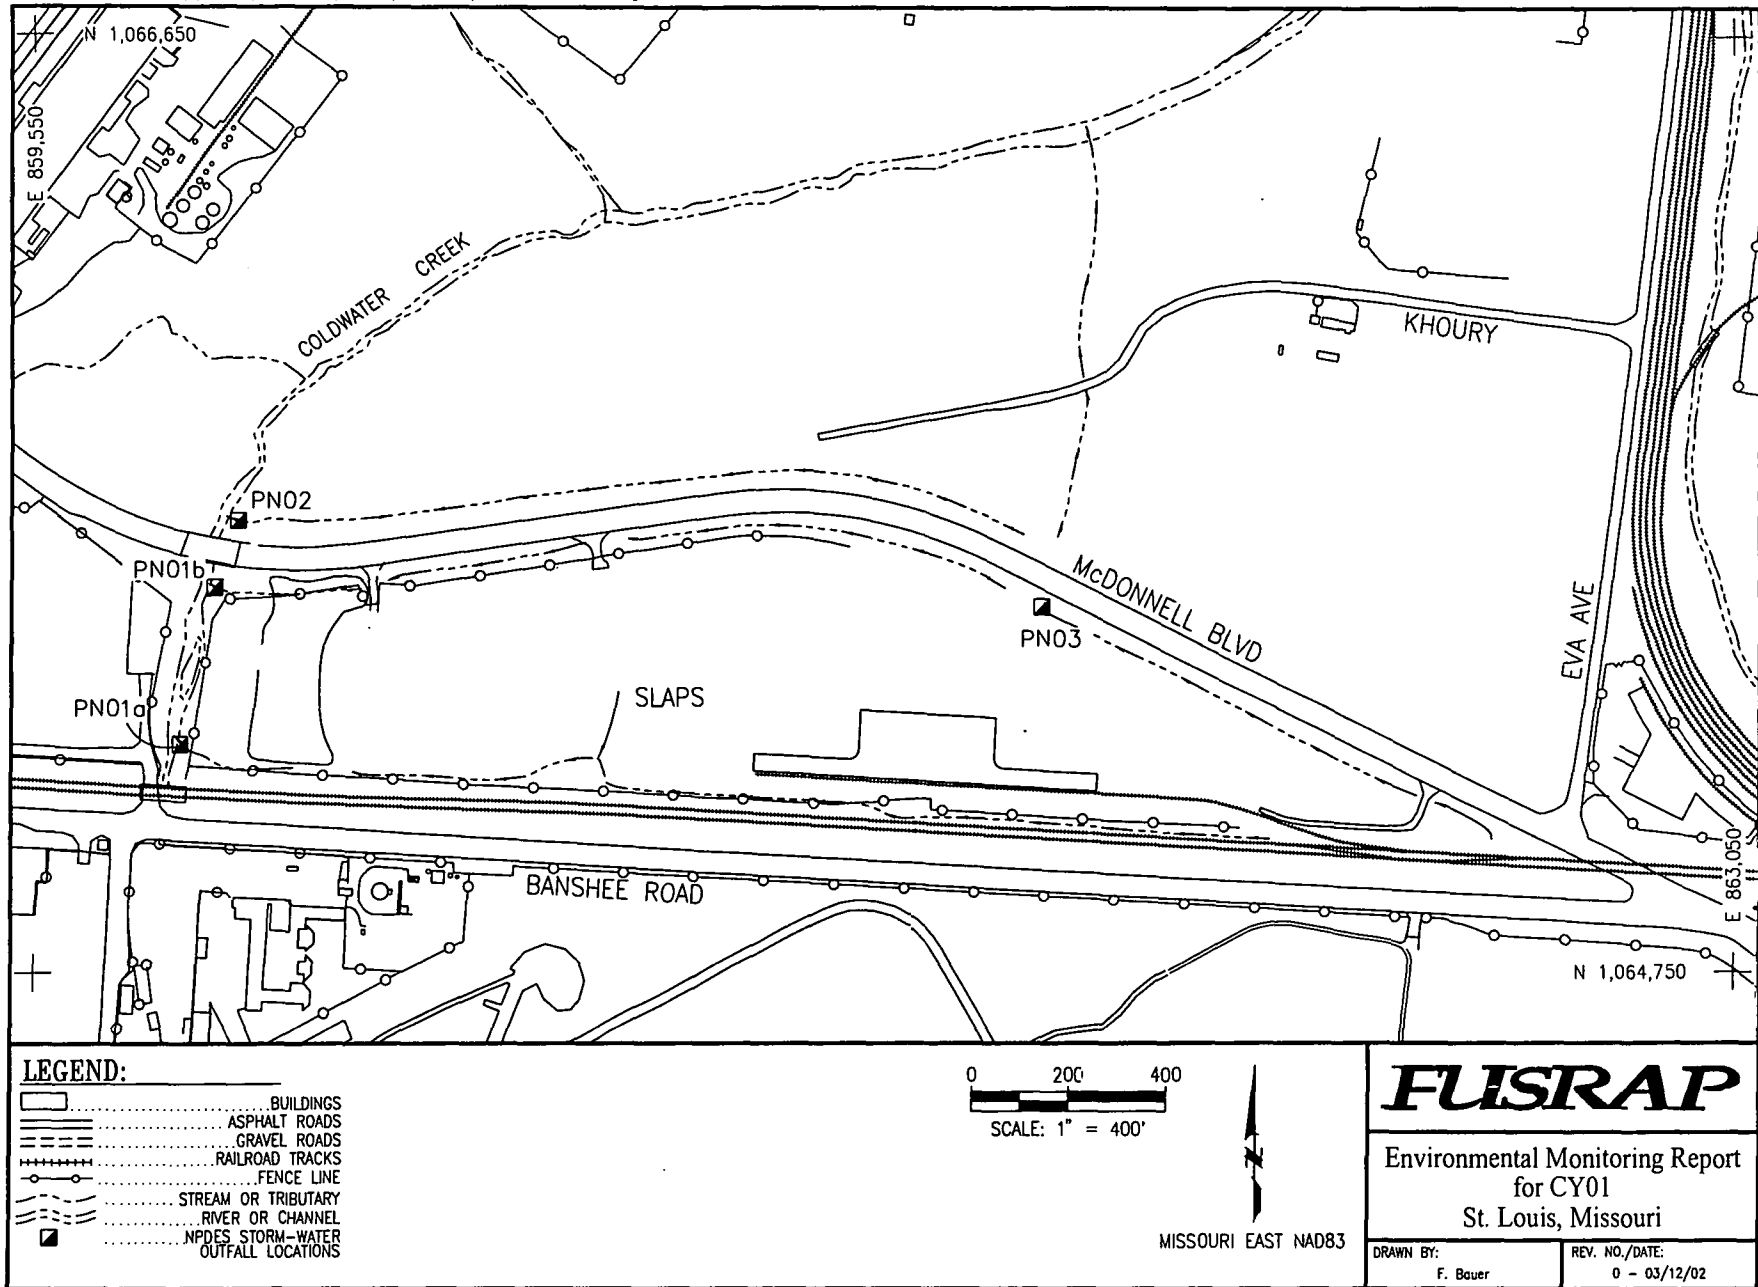 N 1,066,650
E 859,550
COLDWATER CREEK
KHOURY
PN02
PN01b
McDONNELL BLVD
PN03
EVA AVE
SLAPS
PN01a
BANSHEE ROAD
E 863,050
N 1,064,750
LEGEND:
BUILDINGS
ASPHALT ROADS
GRAVEL ROADS
RAILROAD TRACKS
FENCE LINE
STREAM OR TRIBUTARY
RIVER OR CHANNEL
NPDES STORM-WATER
OUTFALL LOCATIONS
0 200 400
SCALE: 1" = 400'
N
MISSOURI EAST NAD83
FUSRAP
Environmental Monitoring Report
for CY01
St. Louis, Missouri
DRAWN BY:
F. Bauer
REV. NO./DATE:
0 - 03/12/02